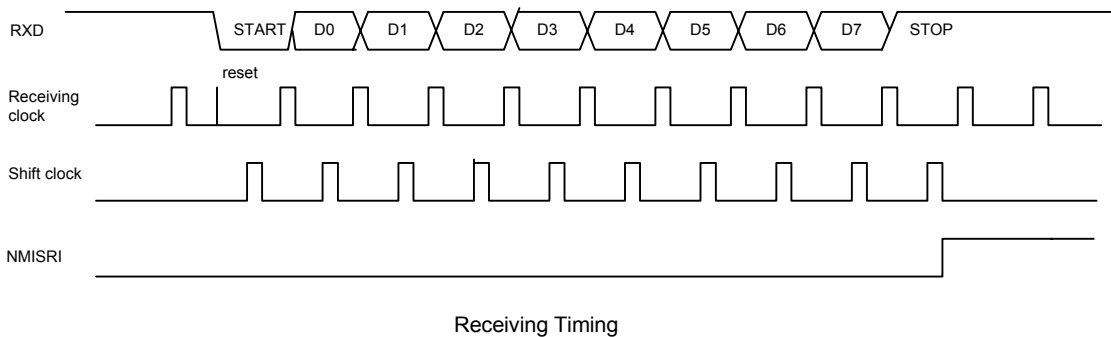 RXD
START D0 D1 D2 D3 D4 D5 D6 D7 STOP
reset
Receiving
clock
Shift clock
NMISRI
Receiving Timing